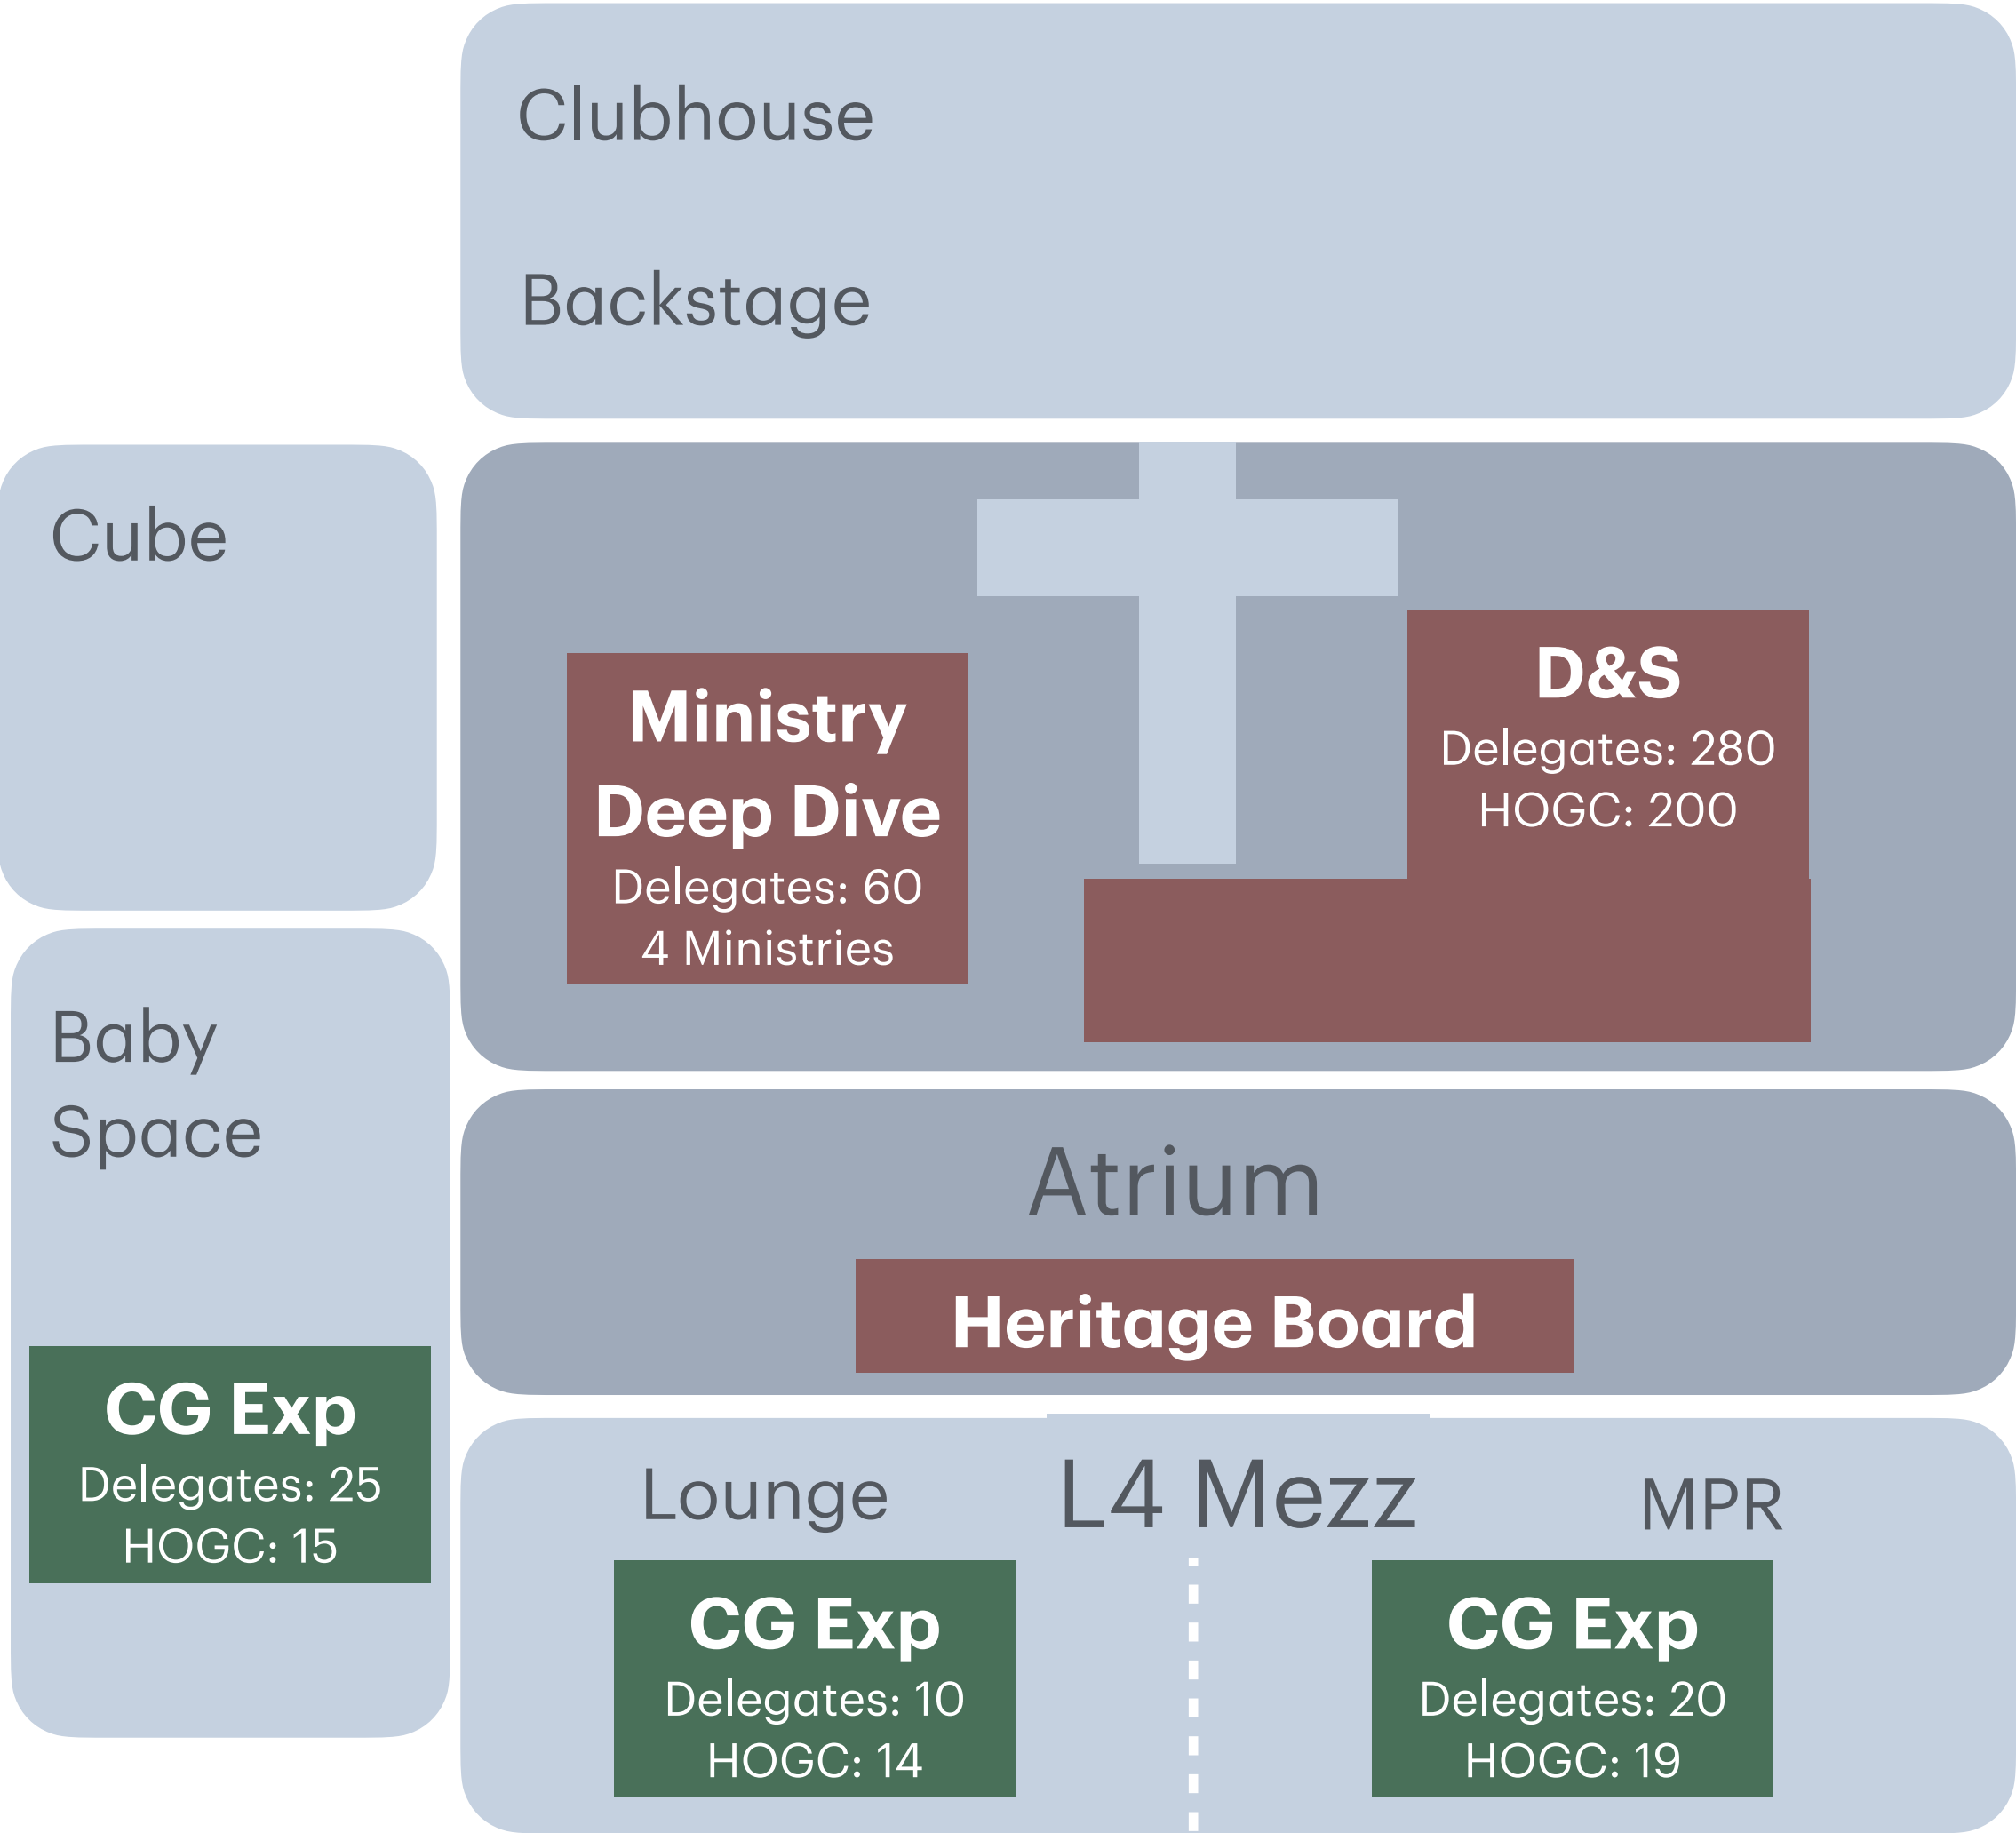 Clubhouse
Backstage
Cube
Ministry
Deep Dive
Delegates: 60
4 Ministries
D&S
Delegates: 280
HOGC: 200
Baby
Space
CG Exp
Delegates: 25
HOGC: 15
Atrium
Heritage Board
Lounge
L4 Mezz
MPR
CG Exp
Delegates: 10
HOGC: 14
CG Exp
Delegates: 20
HOGC: 19